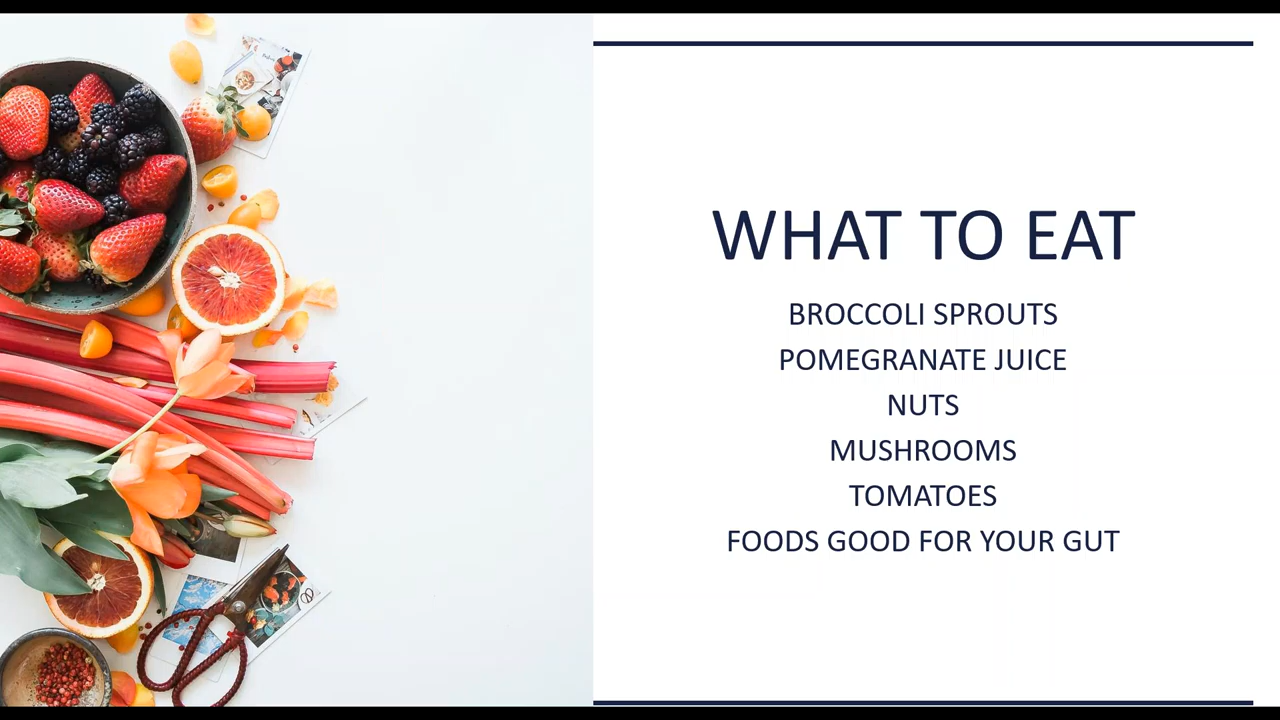 WHAT TO EAT
BROCCOLI SPROUTS
POMEGRANATE JUICE
NUTS
MUSHROOMS
TOMATOES
FOODS GOOD FOR YOUR GUT